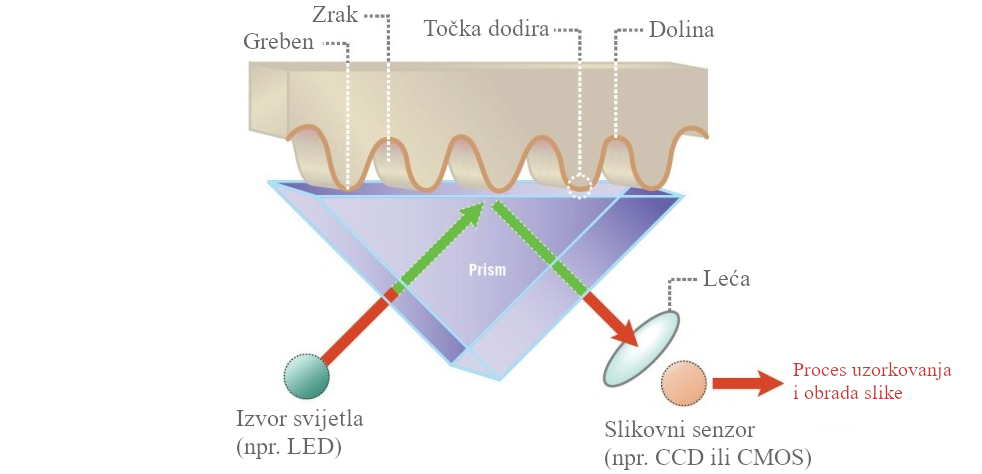 Zrak
Greben
Točka dodira
Dolina
Prism
Leća
Izvor svijetla
(npr. LED)
Slikovni senzor
(npr. CCD ili CMOS)
Proces uzorkovanja
i obrada slike